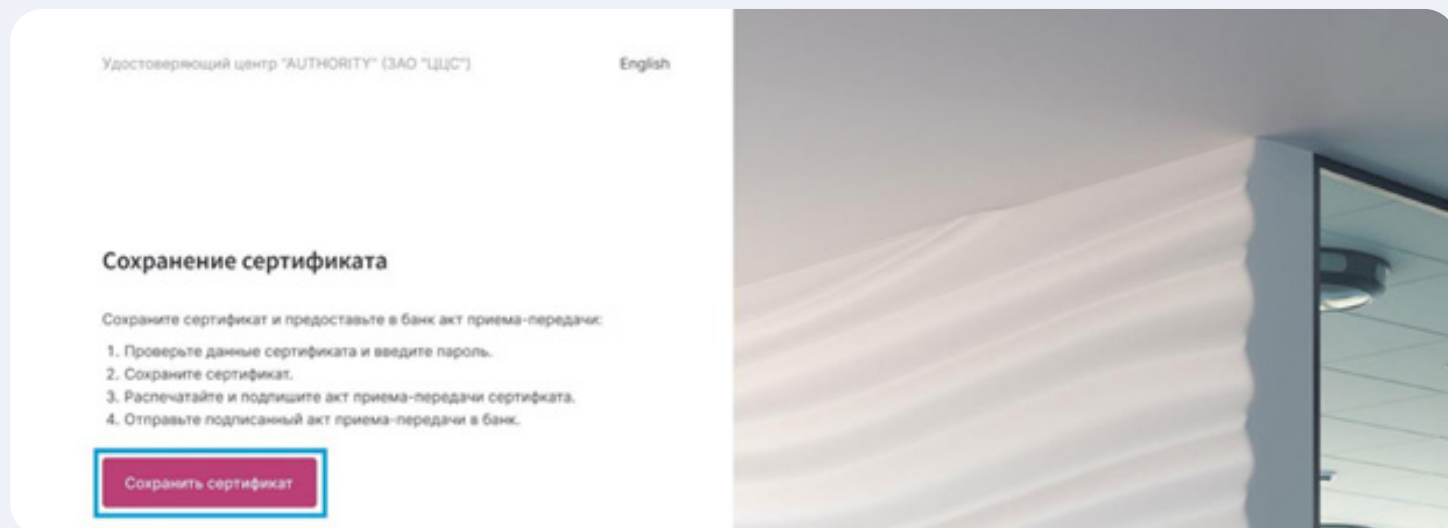 Удостоверяющий центр "AUTHORITY" (ЗАО "ЦЦС")
English
Сохранение сертификата
Сохраните сертификат и предоставьте в банк акт приема-передачи:
1. Проверьте данные сертификата и введите пароль.
2. Сохраните сертификат.
3. Распечатайте и подпишите акт приема-передачи сертифката.
4. Отправьте подписанный акт приема-передачи в банк.
Сохранить сертификат